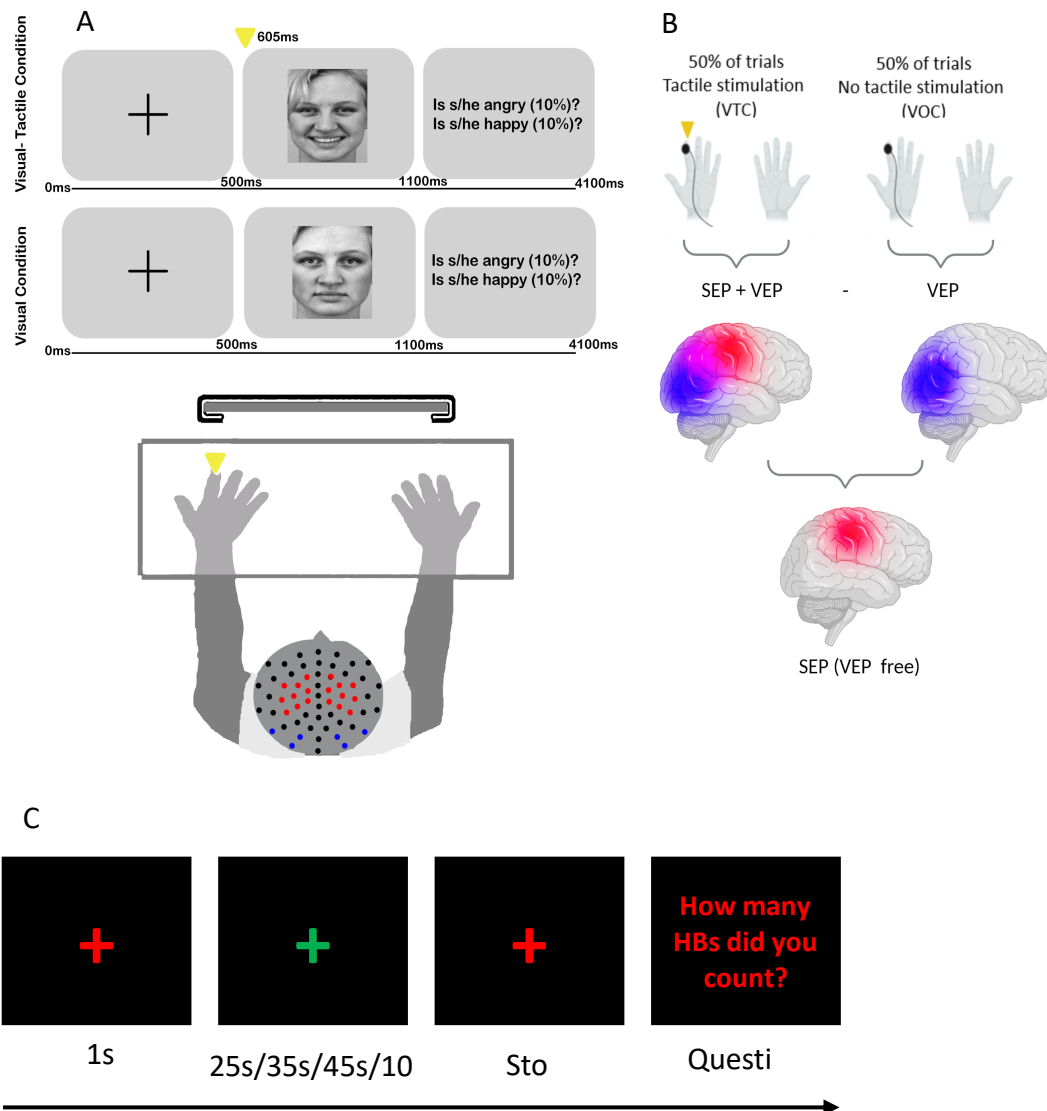 A
Visual- Tactile Condition
605ms
Is s/he angry (10%)?
Is s/he happy (10%)?
0ms
500ms
1100ms
4100ms
Visual Condition
Is s/he angry (10%)?
Is s/he happy (10%)?
0ms
500ms
1100ms
4100ms
B
50% of trials
Tactile stimulation
(VTC)
50% of trials
No tactile stimulation
(VOC)
SEP + VEP - VEP
SEP (VEP free)
C
How many
HBs did you
count?
1s
25s/35s/45s/10
Sto
Questi